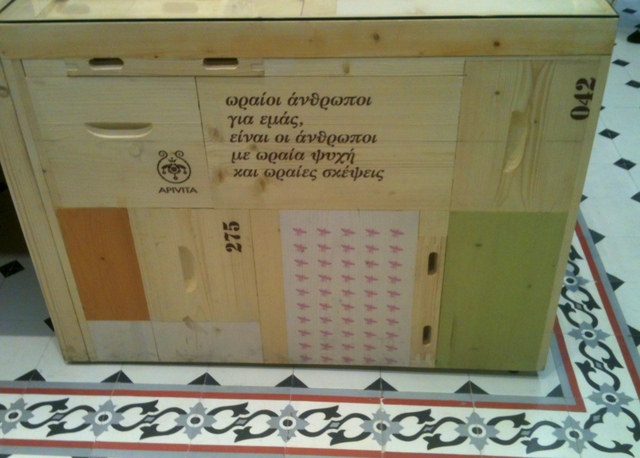 042
ωραίοι άνθρωποι
για εμάς,
είναι οι άνθρωποι
με ωραία ψυχή
και ωραίες σκέψεις
APIVITA
275